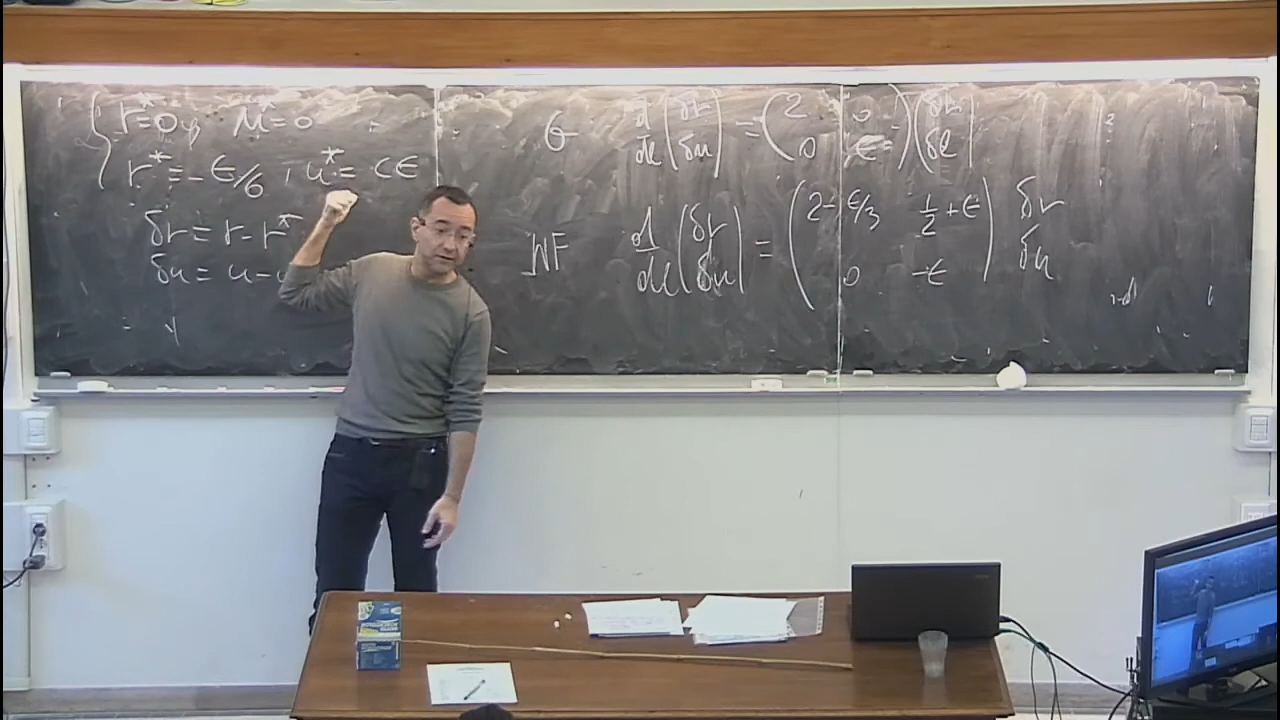 r*=0, u*=0
r*=-ε/6, u*=cε
δr=r-r*
δu=u-u
G d/dl (δr δu) = (2 0 0 ε) (δr δu)
WF d/dl (δr δu) = (2-ε/3 1/2+ε 0 -ε) δr δu